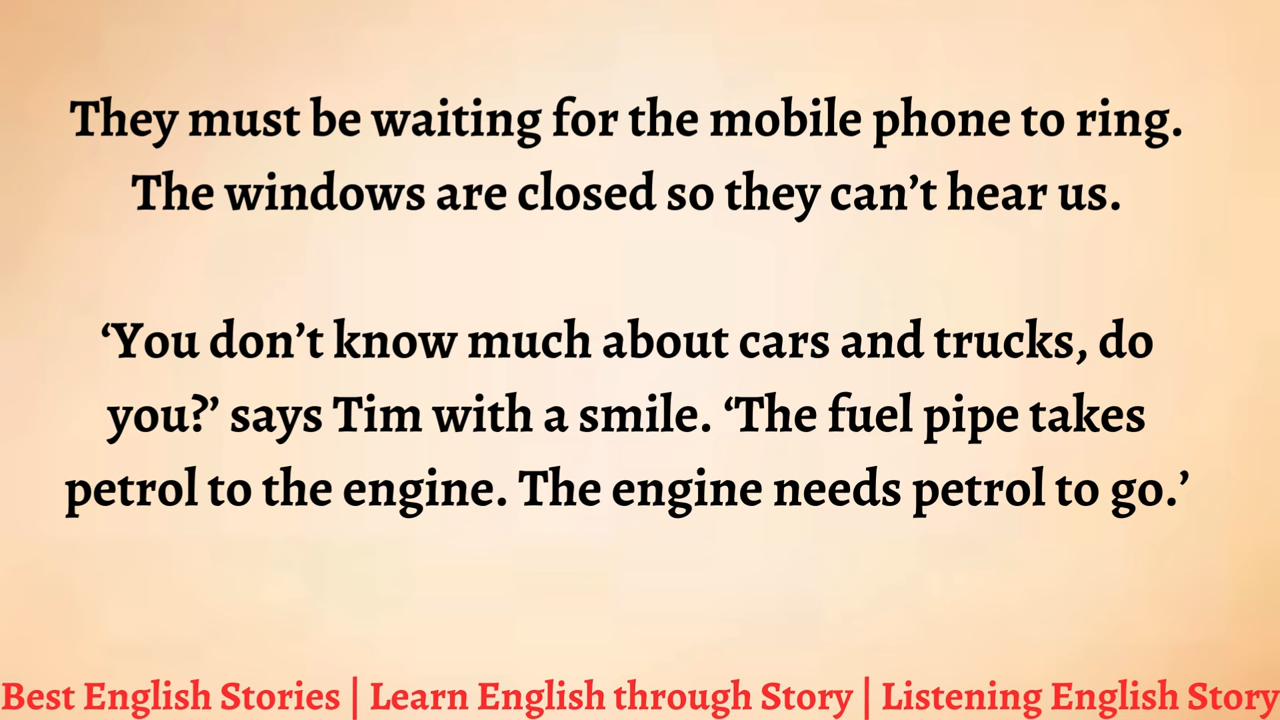 They must be waiting for the mobile phone to ring.
The windows are closed so they can’t hear us.
‘You don’t know much about cars and trucks, do
you?’ says Tim with a smile. ‘The fuel pipe takes
petrol to the engine. The engine needs petrol to go.’
Best English Stories | Learn English through Story | Listening English Story